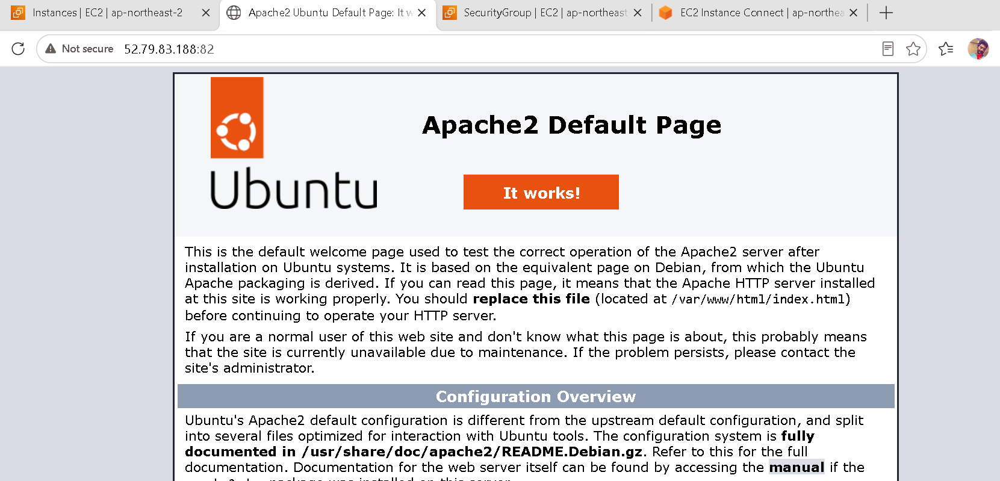 Instances | EC2 | ap-northeast-2
Apache2 Ubuntu Default Page: It w
SecurityGroup | EC2 | ap-northeast-
EC2 Instance Connect | ap-northea
Not secure 52.79.83.188:82
Apache2 Default Page
Ubuntu
It works!
This is the default welcome page used to test the correct operation of the Apache2 server after
installation on Ubuntu systems. It is based on the equivalent page on Debian, from which the Ubuntu
Apache packaging is derived. If you can read this page, it means that the Apache HTTP server installed
at this site is working properly. You should replace this file (located at /var/www/html/index.html)
before continuing to operate your HTTP server.
If you are a normal user of this web site and don't know what this page is about, this probably means
that the site is currently unavailable due to maintenance. If the problem persists, please contact the
site's administrator.
Configuration Overview
Ubuntu's Apache2 default configuration is different from the upstream default configuration, and split
into several files optimized for interaction with Ubuntu tools. The configuration system is fully
documented in /usr/share/doc/apache2/README.Debian.gz. Refer to this for the full
documentation. Documentation for the web server itself can be found by accessing the manual if the
package was installed on this server.